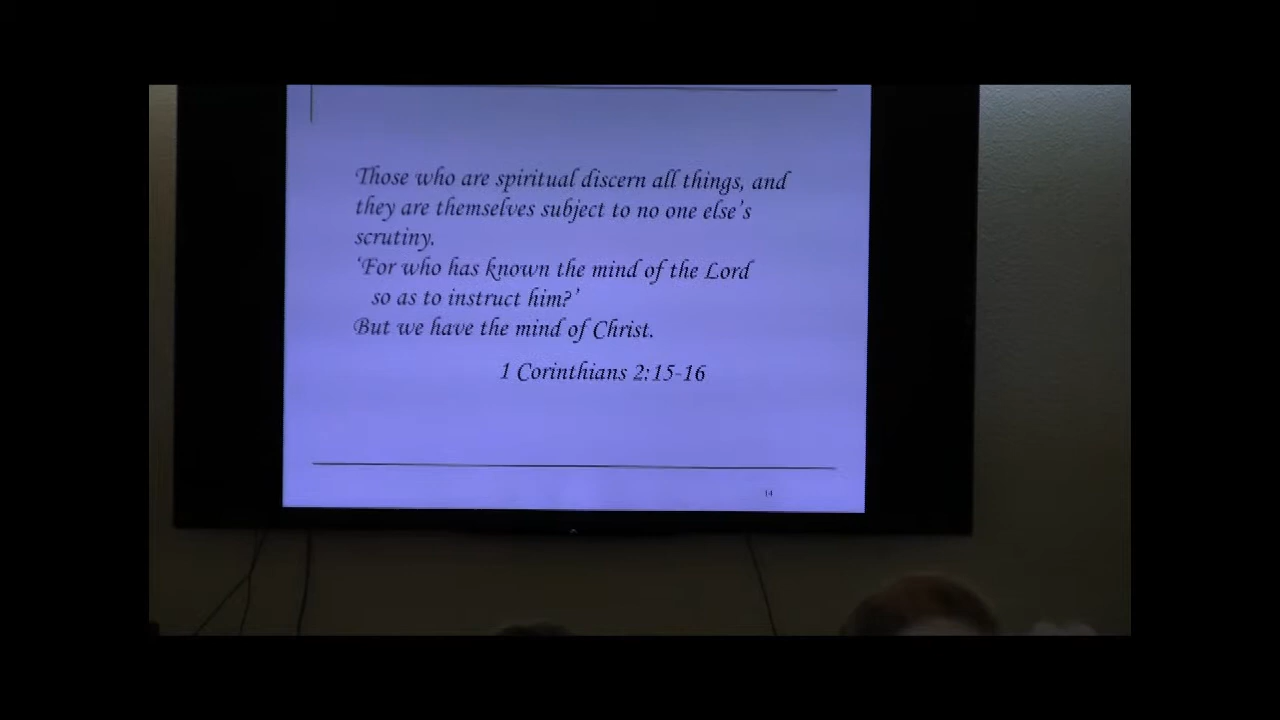 Those who are spiritual discern all things, and
they are themselves subject to no one else's
scrutiny.
'For who has known the mind of the Lord
so as to instruct him?'
But we have the mind of Christ.
1 Corinthians 2:15-16
14